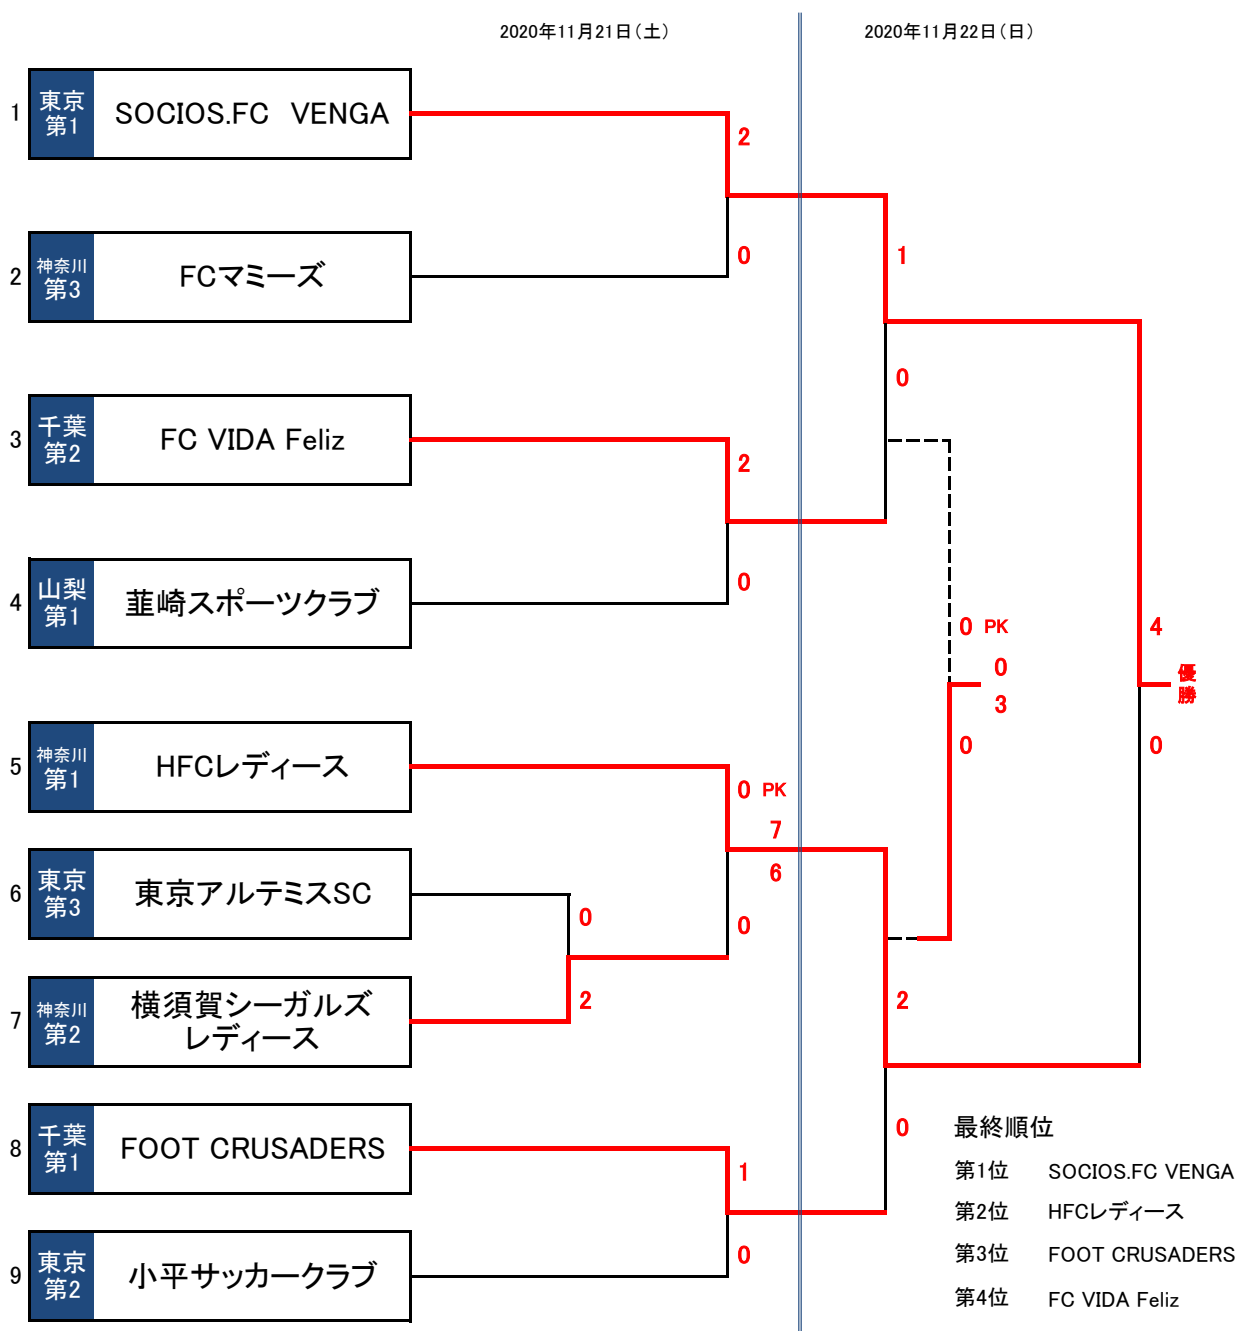 2020年11月21日(土)
2020年11月22日(日)
1
東京
第1
SOCIOS.FC　VENGA
2
神奈川
第3
FCマミーズ
3
千葉
第2
FC VIDA Feliz
4
山梨
第1
韮崎スポーツクラブ
5
神奈川
第1
HFCレディース
6
東京
第3
東京アルテミスSC
7
神奈川
第2
横須賀シーガルズ
レディース
8
千葉
第1
FOOT CRUSADERS
9
東京
第2
小平サッカークラブ
2
0
2
0
0 PK
7
6
0
0
2
1
0
1
0
2
0
0 PK
0
3
0
4
0
優
勝
最終順位
第1位 SOCIOS.FC VENGA
第2位 HFCレディース
第3位 FOOT CRUSADERS
第4位 FC VIDA Feliz